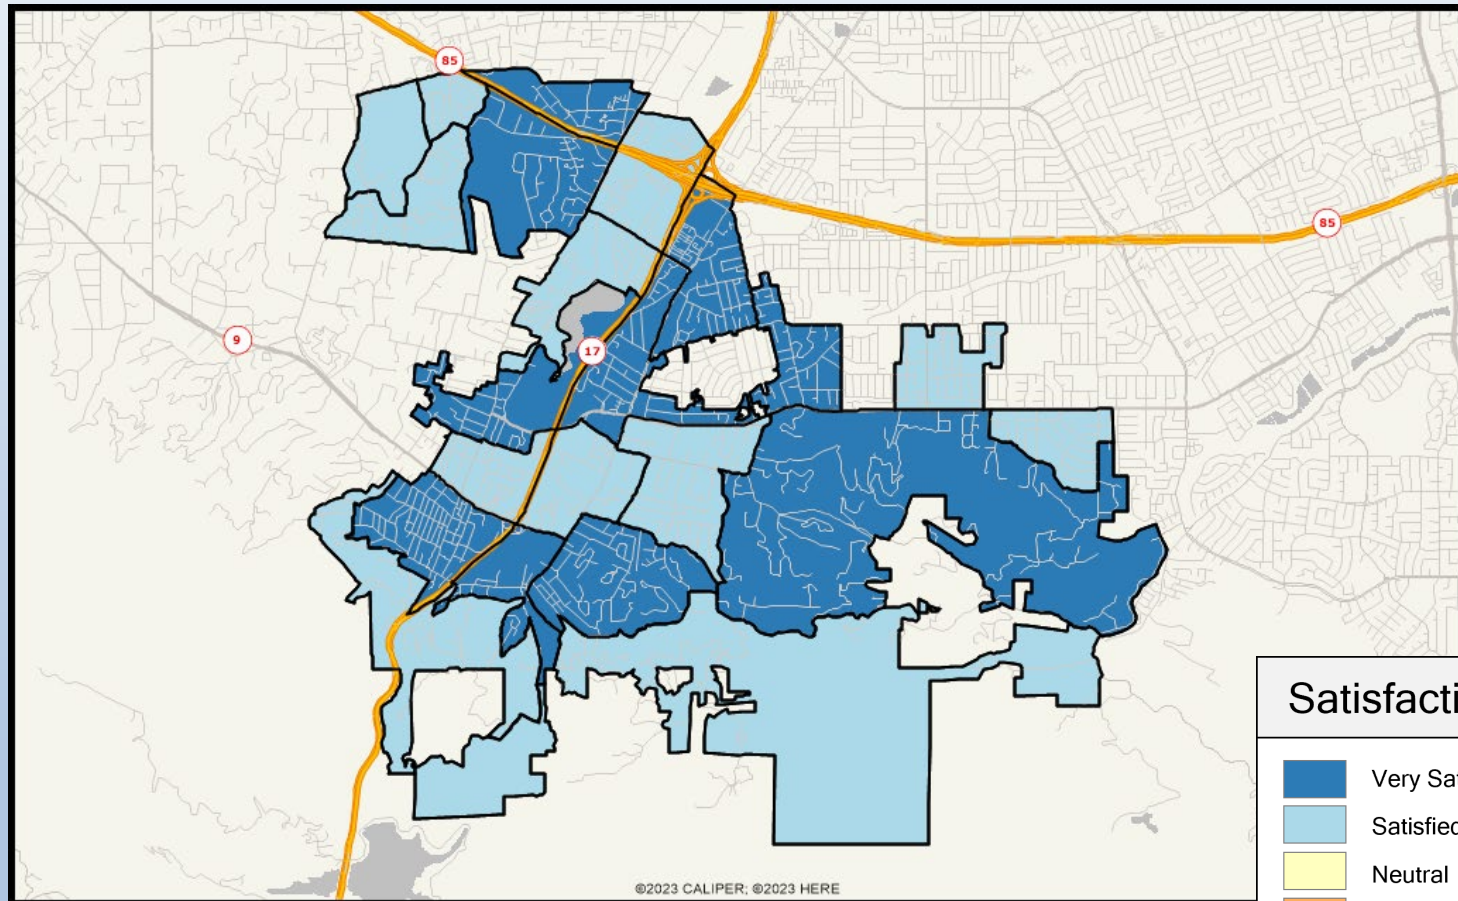 85
85
9
17
Satisfacti
Very Sa
Satisfied
Neutral
©2023 CALIPER; ©2023 HERE